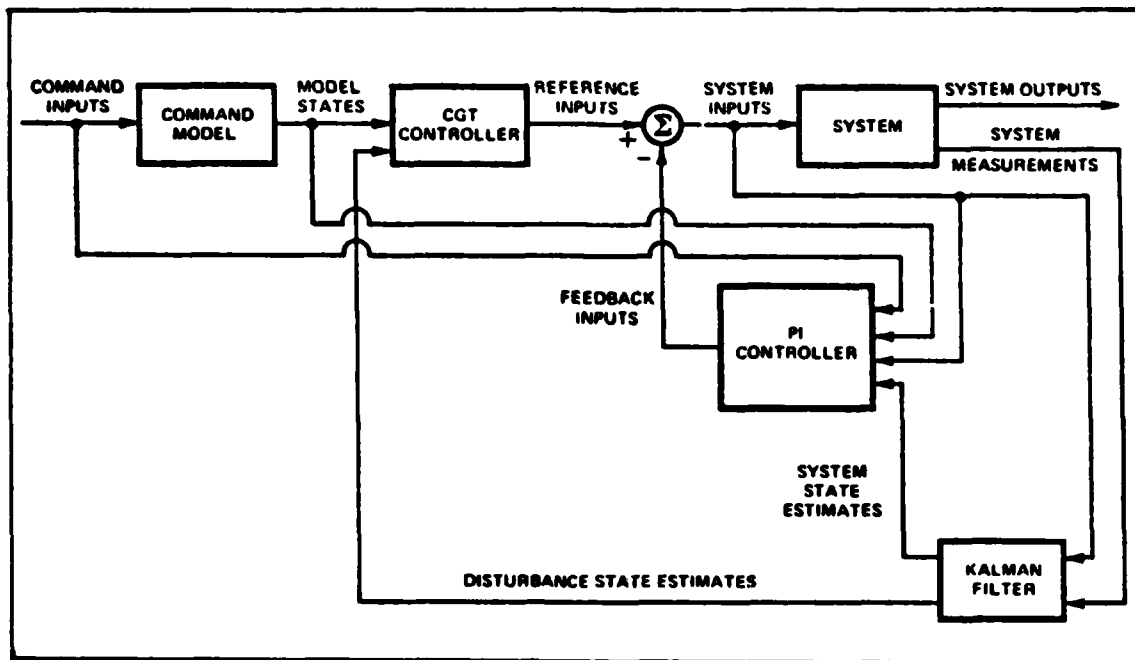 COMMAND
INPUTS
COMMAND
MODEL
MODEL
STATES
CGT
CONTROLLER
REFERENCE
INPUTS
Σ
+
-
SYSTEM
INPUTS
SYSTEM
SYSTEM OUTPUTS
SYSTEM
MEASUREMENTS
FEEDBACK
INPUTS
PI
CONTROLLER
SYSTEM
STATE
ESTIMATES
DISTURBANCE STATE ESTIMATES
KALMAN
FILTER